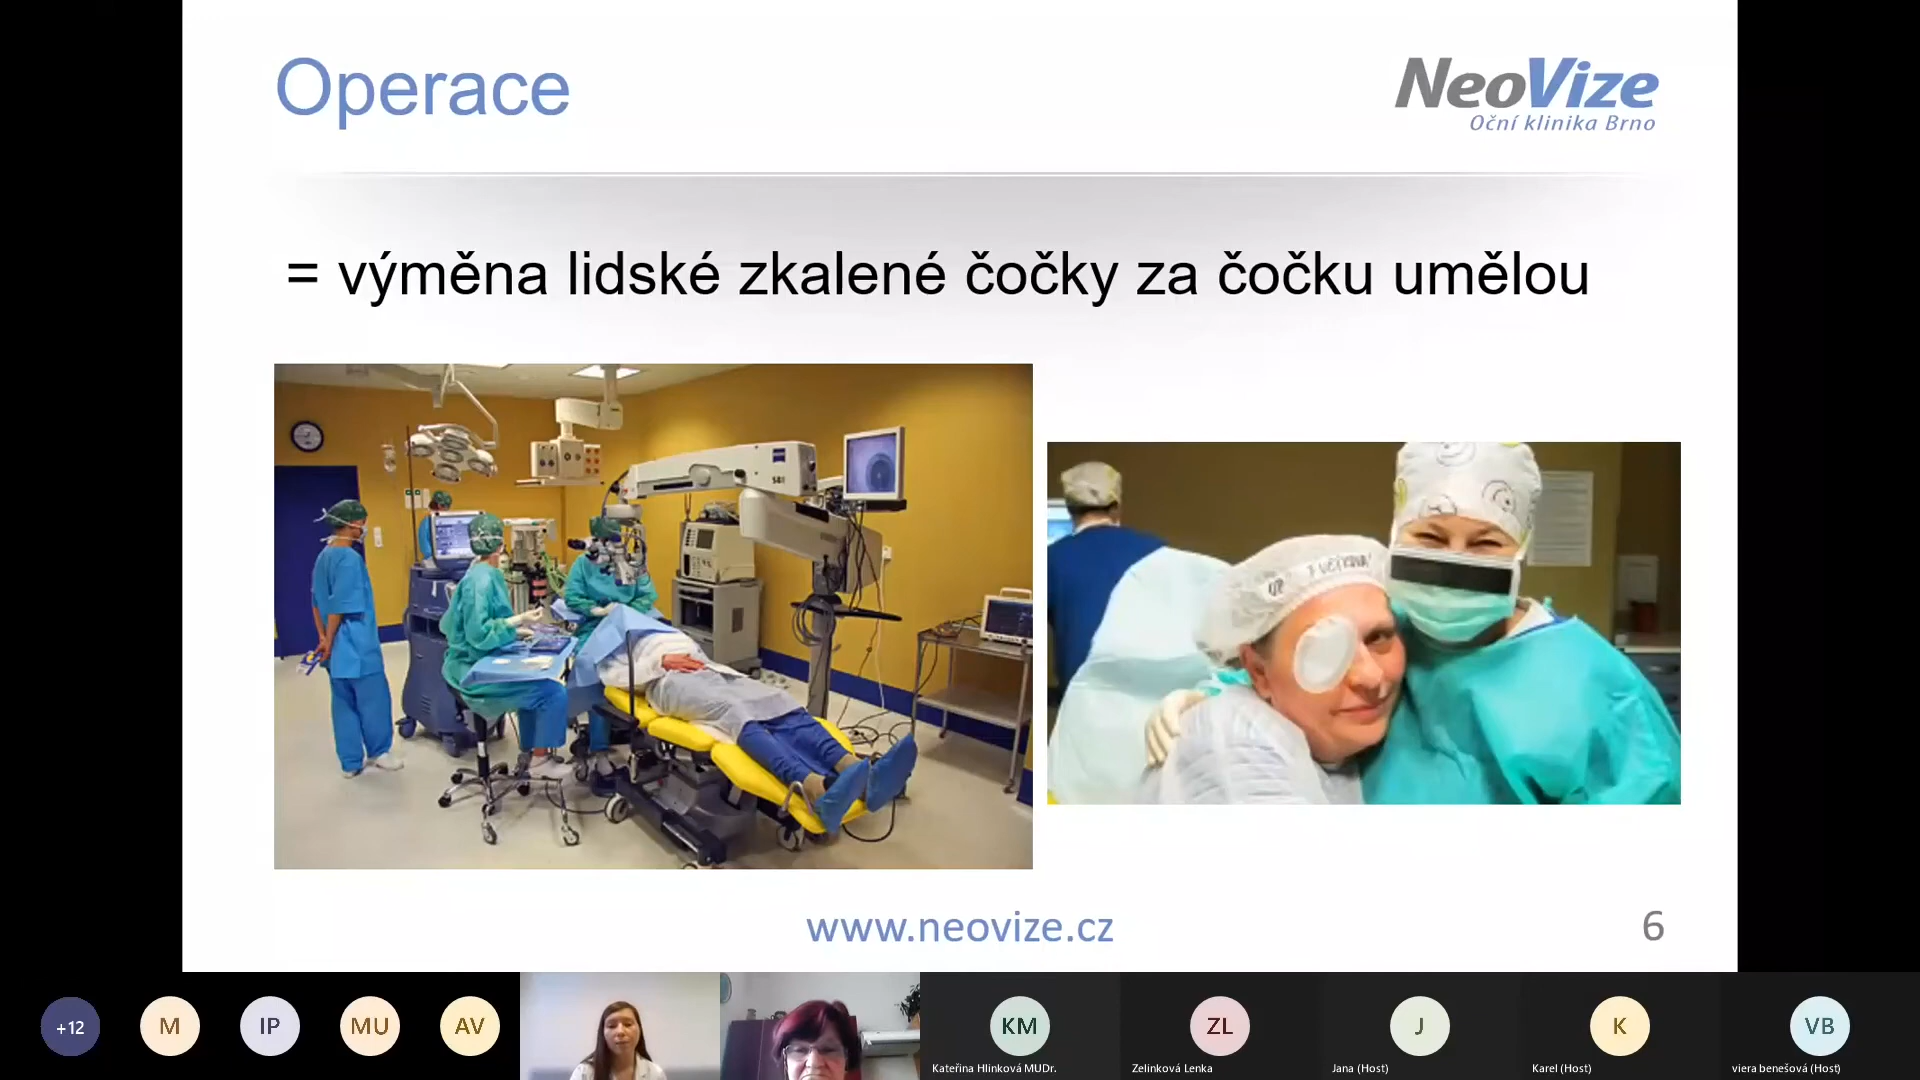 Operace
NeoVize
Oční klinika Brno
= výměna lidské zkalené čočky za čočku umělou
www.neovize.cz
6
+12
M
IP
MU
AV
KM
Kateřina Hlinková MUDr.
ZL
Zelinková Lenka
J
Jana (Host)
K
Karel (Host)
VB
viera benešová (Host)